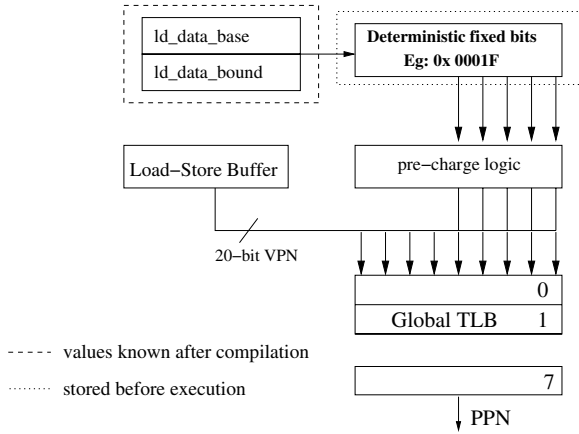 ld_data_base
ld_data_bound
Deterministic fixed bits
Eg: 0x 0001F
Load-Store Buffer
pre-charge logic
20-bit VPN
0
Global TLB 1
values known after compilation
stored before execution
7
PPN